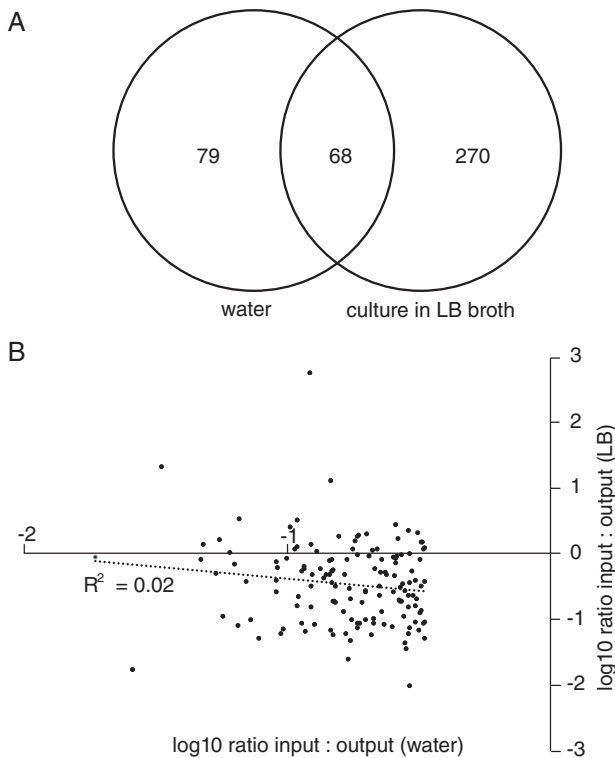 A
79
68
270
water
culture in LB broth
B
3
2
1
0
-1
-2
-3
log10 ratio input : output (LB)
-2
-1
R² = 0.02
log10 ratio input : output (water)